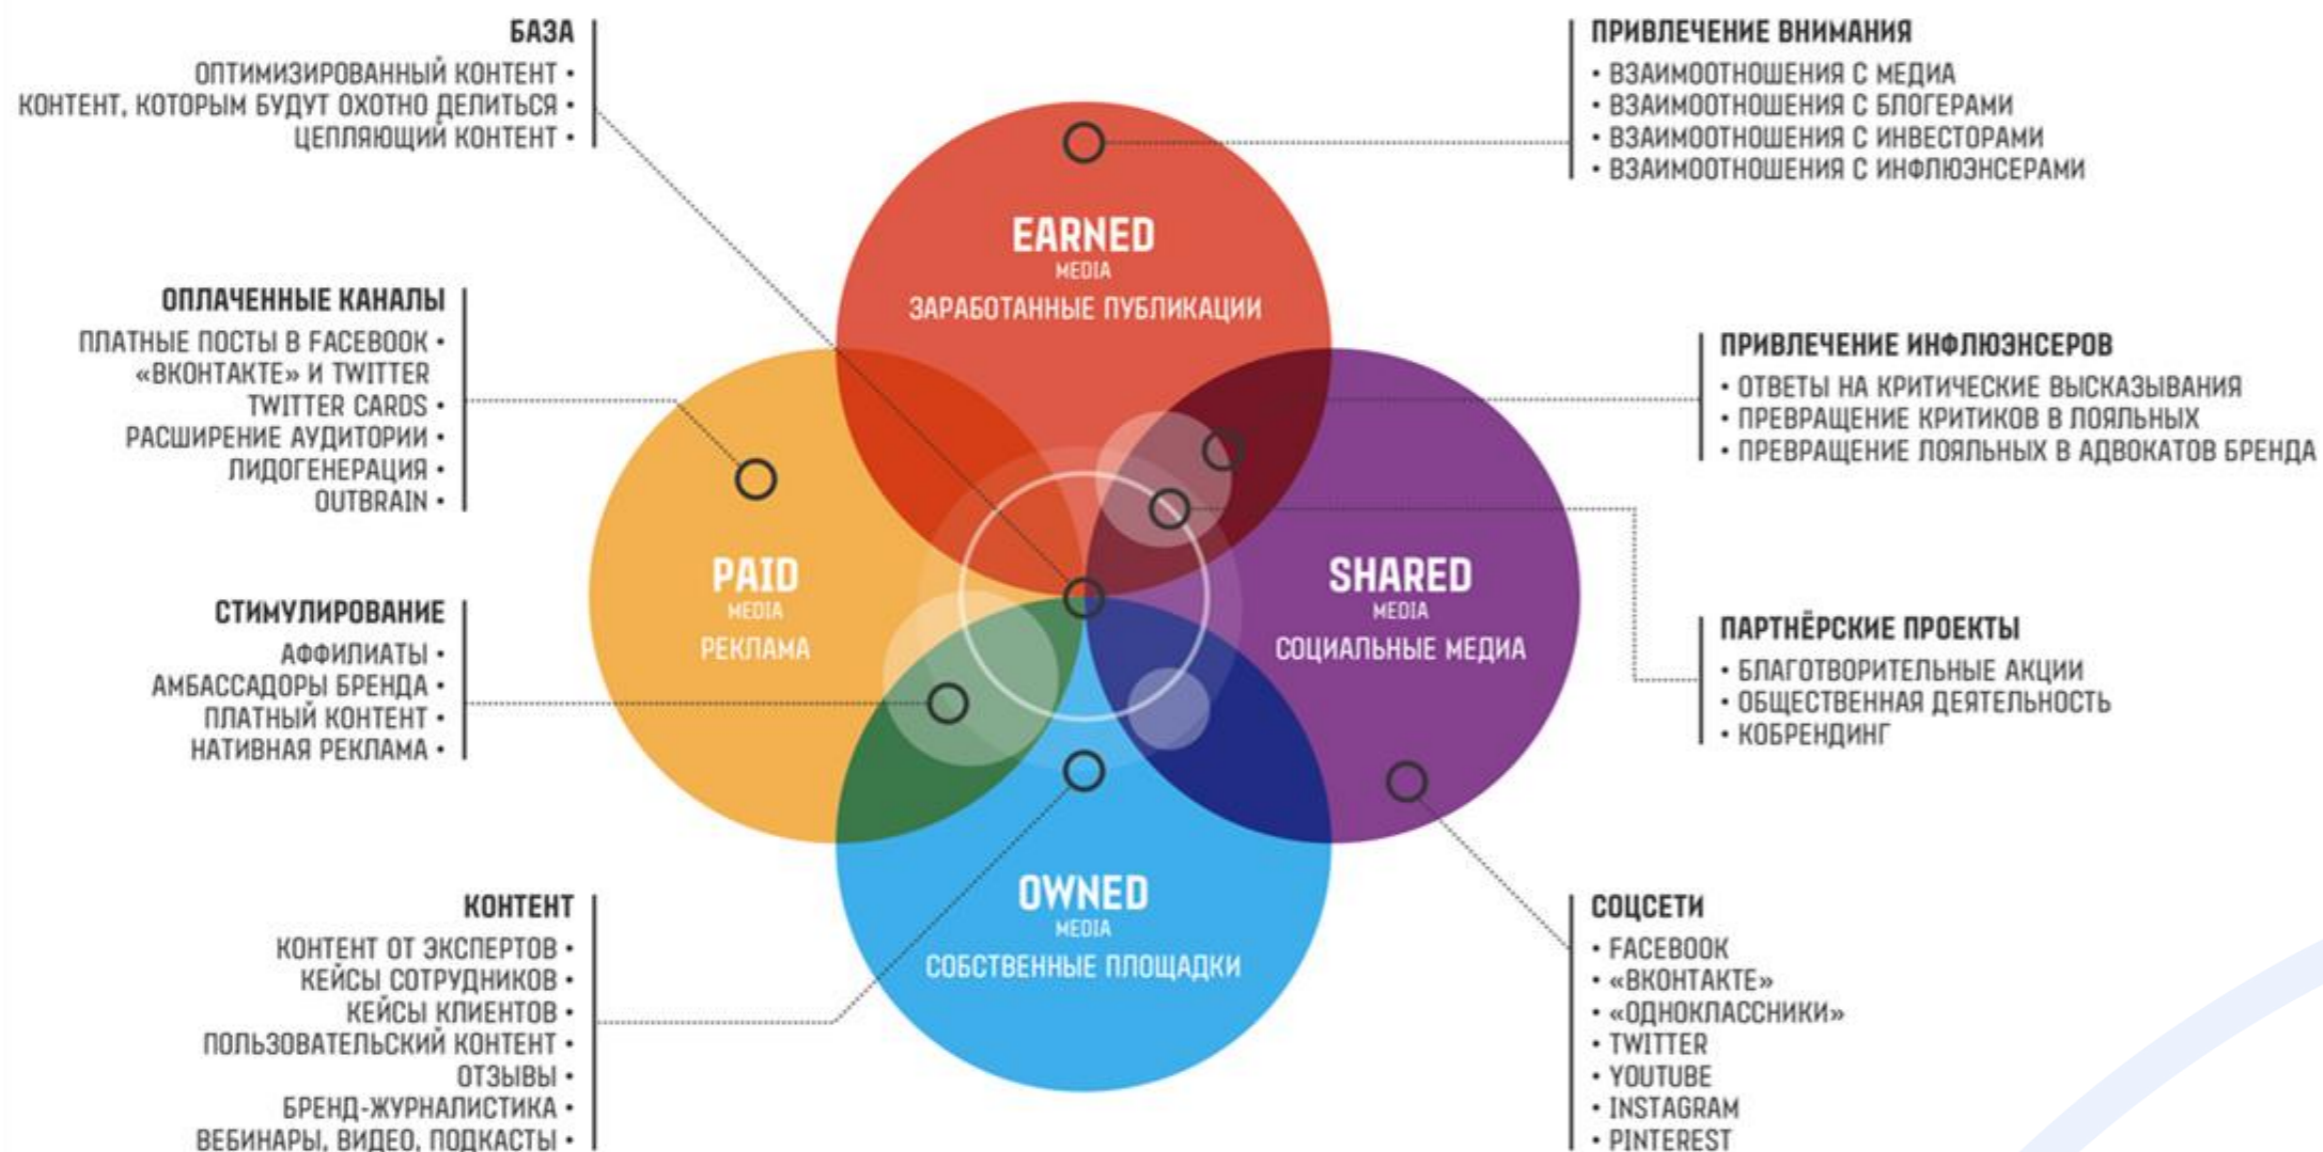 БАЗА
ОПТИМИЗИРОВАННЫЙ КОНТЕНТ •
КОНТЕНТ, КОТОРЫМ БУДУТ ОХОТНО ДЕЛИТЬСЯ •
ЦЕПЛЯЮЩИЙ КОНТЕНТ •
ПРИВЛЕЧЕНИЕ ВНИМАНИЯ
• ВЗАИМООТНОШЕНИЯ С МЕДИА
• ВЗАИМООТНОШЕНИЯ С БЛОГЕРАМИ
• ВЗАИМООТНОШЕНИЯ С ИНВЕСТОРАМИ
• ВЗАИМООТНОШЕНИЯ С ИНФЛЮЭНСЕРАМИ
EARNED
MEDIA
ЗАРАБОТАННЫЕ ПУБЛИКАЦИИ
ОПЛАЧЕННЫЕ КАНАЛЫ
ПЛАТНЫЕ ПОСТЫ В FACEBOOK •
«ВКОНТАКТЕ» И TWITTER
TWITTER CARDS •
РАСШИРЕНИЕ АУДИТОРИИ •
ЛИДОГЕНЕРАЦИЯ •
OUTBRAIN •
ПРИВЛЕЧЕНИЕ ИНФЛЮЭНСЕРОВ
• ОТВЕТЫ НА КРИТИЧЕСКИЕ ВЫСКАЗЫВАНИЯ
• ПРЕВРАЩЕНИЕ КРИТИКОВ В ЛОЯЛЬНЫХ
• ПРЕВРАЩЕНИЕ ЛОЯЛЬНЫХ В АДВОКАТОВ БРЕНДА
PAID
MEDIA
РЕКЛАМА
SHARED
MEDIA
СОЦИАЛЬНЫЕ МЕДИА
СТИМУЛИРОВАНИЕ
АФФИЛИАТЫ •
АМБАССАДОРЫ БРЕНДА •
ПЛАТНЫЙ КОНТЕНТ •
НАТИВНАЯ РЕКЛАМА •
ПАРТНЁРСКИЕ ПРОЕКТЫ
• БЛАГОТВОРИТЕЛЬНЫЕ АКЦИИ
• ОБЩЕСТВЕННАЯ ДЕЯТЕЛЬНОСТЬ
• КОБРЕНДИНГ
OWNED
MEDIA
СОБСТВЕННЫЕ ПЛОЩАДКИ
КОНТЕНТ
КОНТЕНТ ОТ ЭКСПЕРТОВ •
КЕЙСЫ СОТРУДНИКОВ •
КЕЙСЫ КЛИЕНТОВ •
ПОЛЬЗОВАТЕЛЬСКИЙ КОНТЕНТ •
ОТЗЫВЫ •
БРЕНД-ЖУРНАЛИСТИКА •
ВЕБИНАРЫ, ВИДЕО, ПОДКАСТЫ •
СОЦСЕТИ
• FACEBOOK
• «ВКОНТАКТЕ»
• «ОДНОКЛАССНИКИ»
• TWITTER
• YOUTUBE
• INSTAGRAM
• PINTEREST